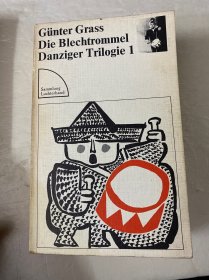 Günter Grass
Die Blechtrommel
Danziger Trilogie 1
Sammlung
Luchterhand